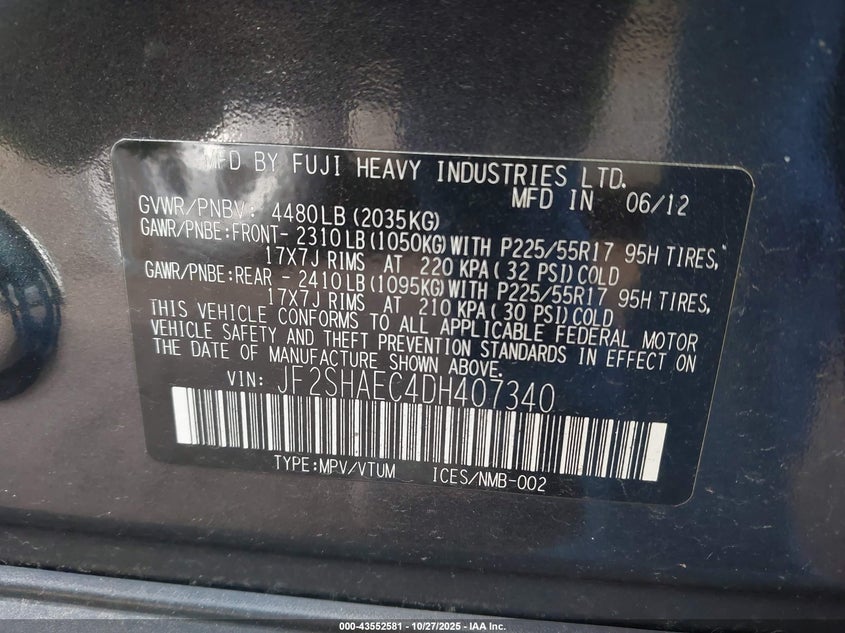 MFD BY FUJI HEAVY INDUSTRIES LTD.
MFD IN 06/12
GVWR/PNBV: 4480LB(2035KG)
GAWR/PNBE:FRONT-2310LB(1050KG)WITH P225/55R17 95H TIRES,
17X7J RIMS AT 220 KPA(32 PSI)COLD
GAWR/PNBE:REAR -2410LB(1095KG)WITH P225/55R17 95H TIRES,
17X7J RIMS AT 210 KPA(30 PSI)COLD
THIS VEHICLE CONFORMS TO ALL APPLICABLE FEDERAL MOTOR
VEHICLE SAFETY AND THEFT PREVENTION STANDARDS IN EFFECT ON
THE DATE OF MANUFACTURE SHOWN ABOVE.
VIN: JF2SHAEC4DH407340
TYPE:MPV/VTUM ICES/NMB-002
000-43552581 - 10/27/2025 - IAA Inc.